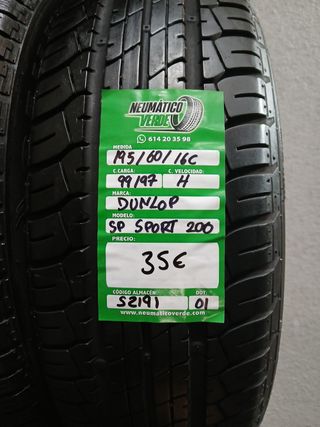 NEUMÁTICO
VERDE
614 20 35 98
MEDIDA
195/60/16C
C.CARGA: C. VELOCIDAD:
99/97 H
MARCA:
DUNLOP
MODELO:
SP SPORT 200
PRECIO:
35€
CÓDIGO ALMACEN: DOT:
S2191 01
www.neumaticoverde.com